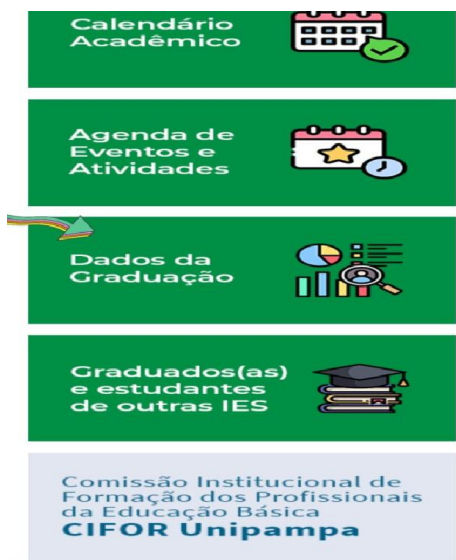 Calendário
Acadêmico
Agenda de
Eventos e
Atividades
Dados da
Graduação
Graduados(as)
e estudantes
de outras IES
Comissão Institucional de
Formação dos Profissionais
da Educação Básica
CIFOR Unipampa